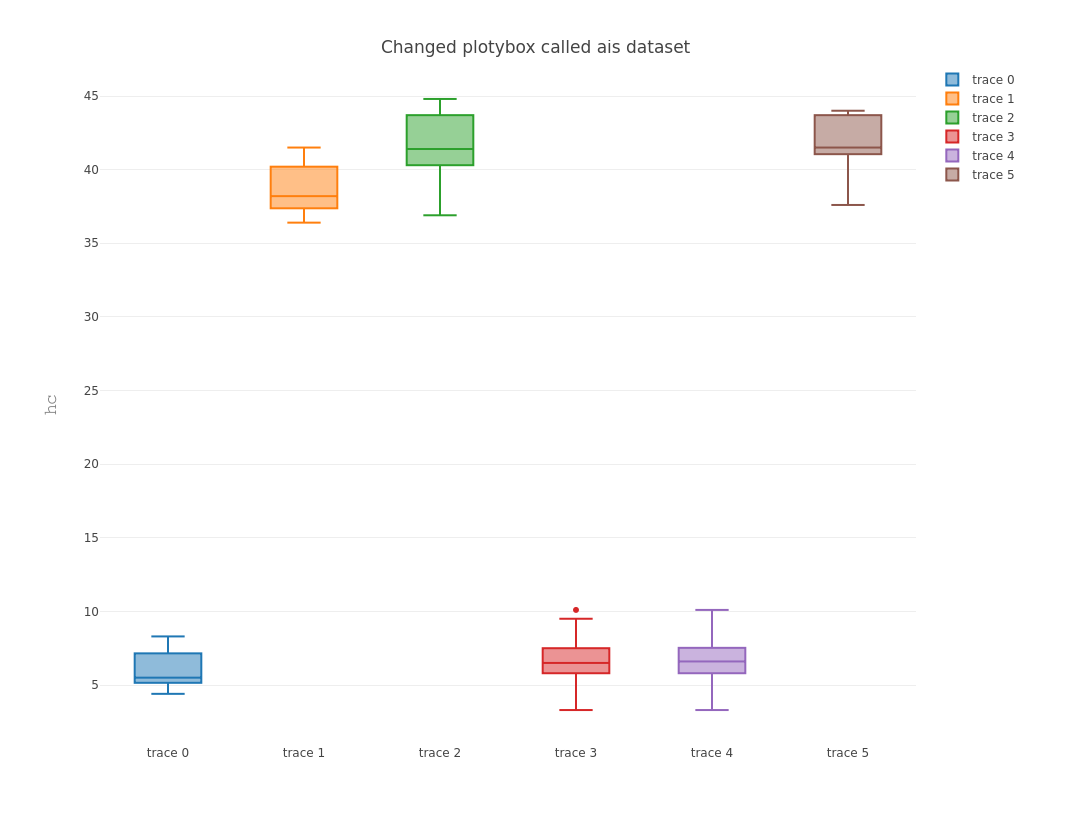 Changed plotybox called ais dataset
trace 0
trace 1
trace 2
trace 3
trace 4
trace 5
45
40
35
30
25
20
15
10
5
hc
trace 0 trace 1 trace 2 trace 3 trace 4 trace 5